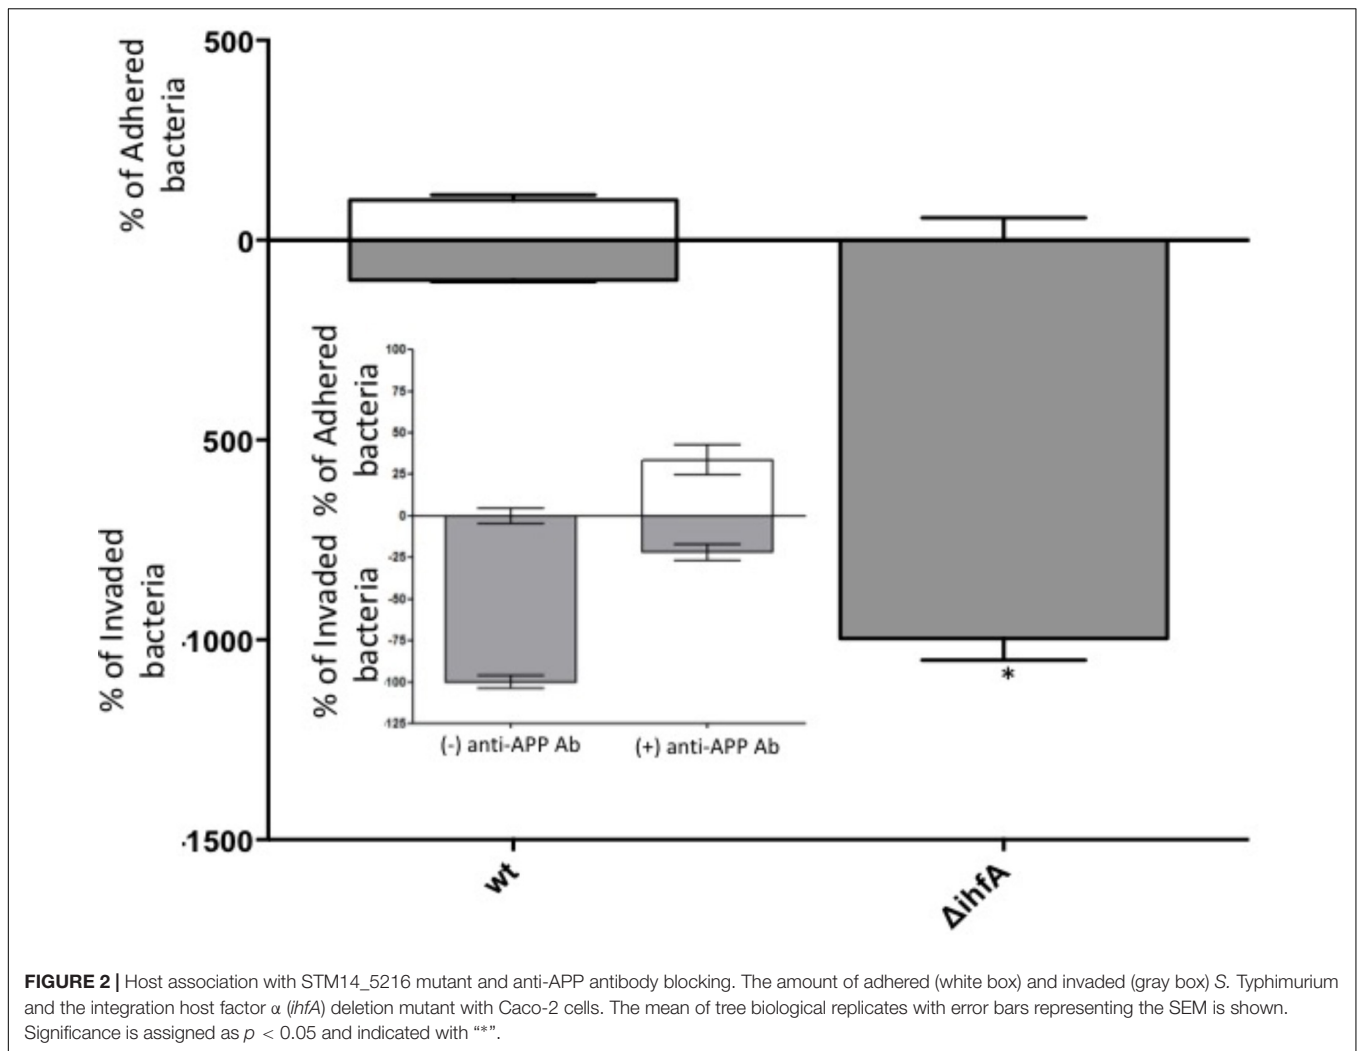 500
% of Adhered
bacteria
0
500
% of Invaded
bacteria
·1000
·1500
wt
ΔihfA
100
75
50
25
0
-25
-50
-75
-100
-125
% of Adhered
bacteria
% of Invaded
bacteria
(-) anti-APP Ab
(+) anti-APP Ab
*
FIGURE 2 | Host association with STM14_5216 mutant and anti-APP antibody blocking. The amount of adhered (white box) and invaded (gray box) S. Typhimurium
and the integration host factor α (ihfA) deletion mutant with Caco-2 cells. The mean of tree biological replicates with error bars representing the SEM is shown.
Significance is assigned as p < 0.05 and indicated with “*”.